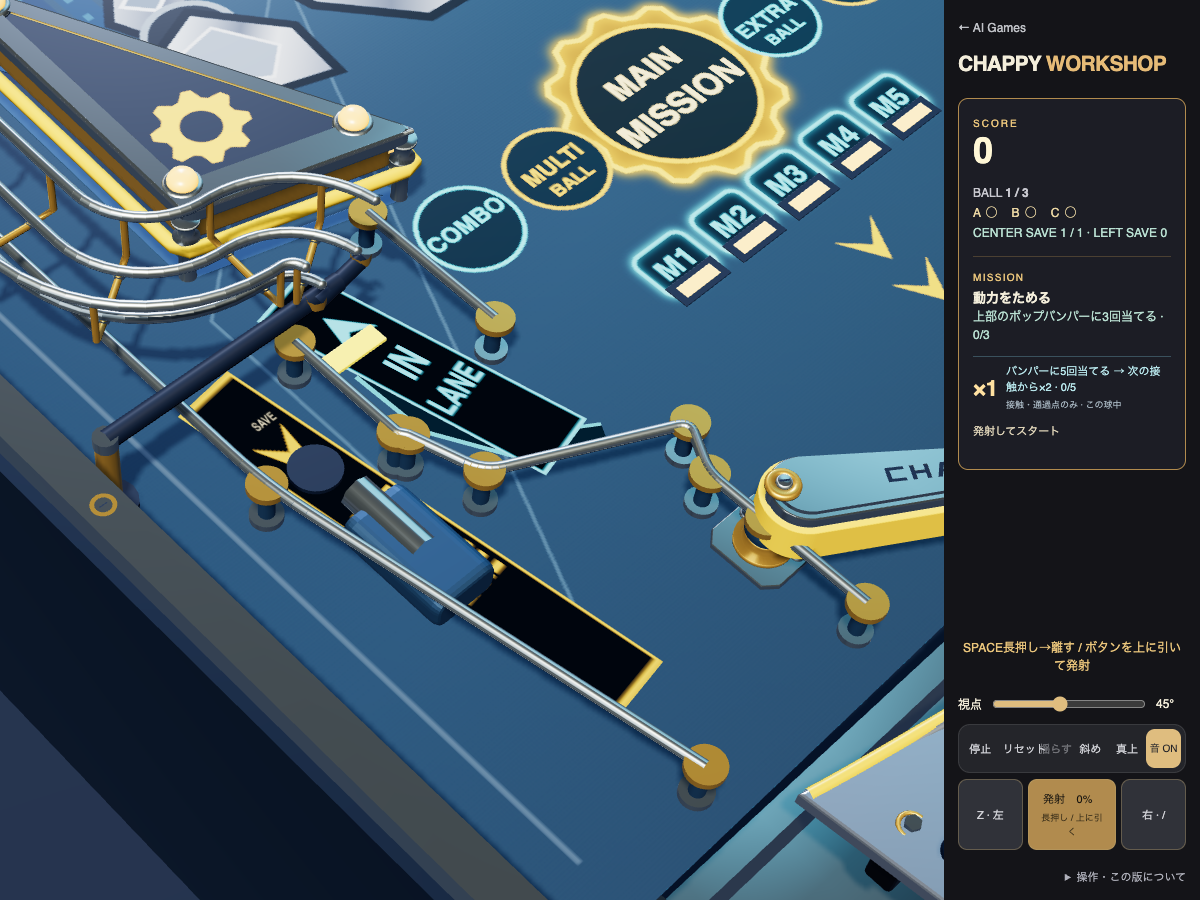 ← AI Games
CHAPPY WORKSHOP
SCORE
0
BALL 1 / 3
A ○ B ○ C ○
CENTER SAVE 1 / 1 · LEFT SAVE 0
MISSION
動力をためる
上部のポップバンパーに3回当てる ·
0/3
×1
バンパーに5回当てる → 次の接
触から×2 · 0/5
接触・通過点のみ・この球中
発射してスタート
SPACE長押し→離す / ボタンを上に引い
て発射
視点
45°
停止 リセット 揺らす 斜め 真上 音 ON
Z · 左
発射 0%
長押し / 上に引
く
右 · /
▶ 操作・この版について
EXTRA
BALL
MAIN
MISSION
MULTI
BALL
COMBO
M1
M2
M3
M4
M5
A
IN
LANE
SAVE